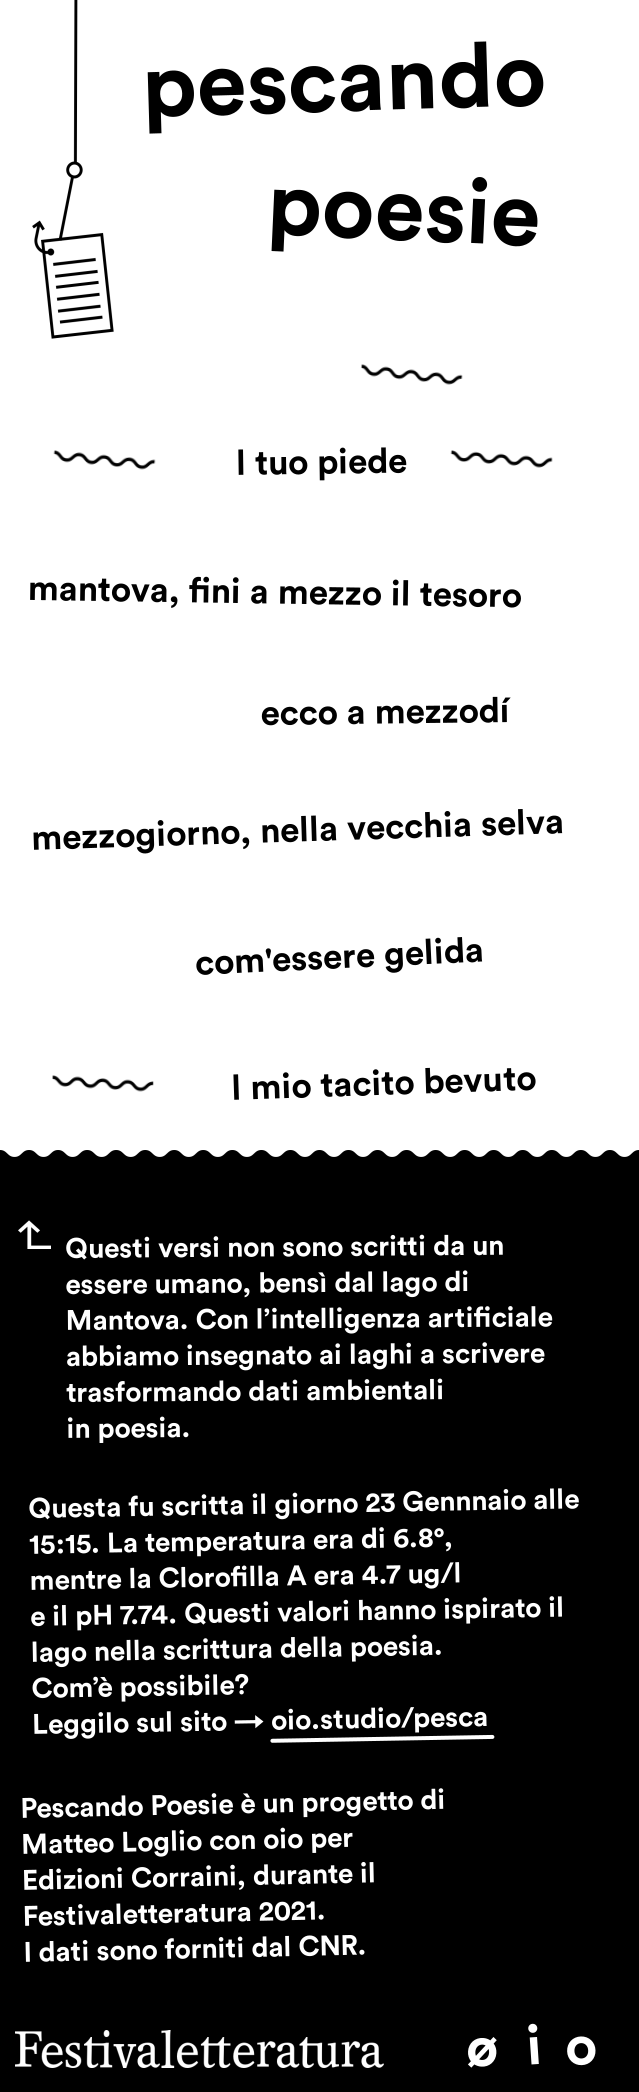 pescando
poesie
l tuo piede
mantova, fini a mezzo il tesoro
ecco a mezzodí
mezzogiorno, nella vecchia selva
com'essere gelida
l mio tacito bevuto
Questi versi non sono scritti da un
essere umano, bensì dal lago di
Mantova. Con l’intelligenza artificiale
abbiamo insegnato ai laghi a scrivere
trasformando dati ambientali
in poesia.
Questa fu scritta il giorno 23 Gennnaio alle
15:15. La temperatura era di 6.8°,
mentre la Clorofilla A era 4.7 ug/l
e il pH 7.74. Questi valori hanno ispirato il
lago nella scrittura della poesia.
Com’è possibile?
Leggilo sul sito → oio.studio/pesca
Pescando Poesie è un progetto di
Matteo Loglio con oio per
Edizioni Corraini, durante il
Festivaletteratura 2021.
I dati sono forniti dal CNR.
Festivaletteratura ø i o